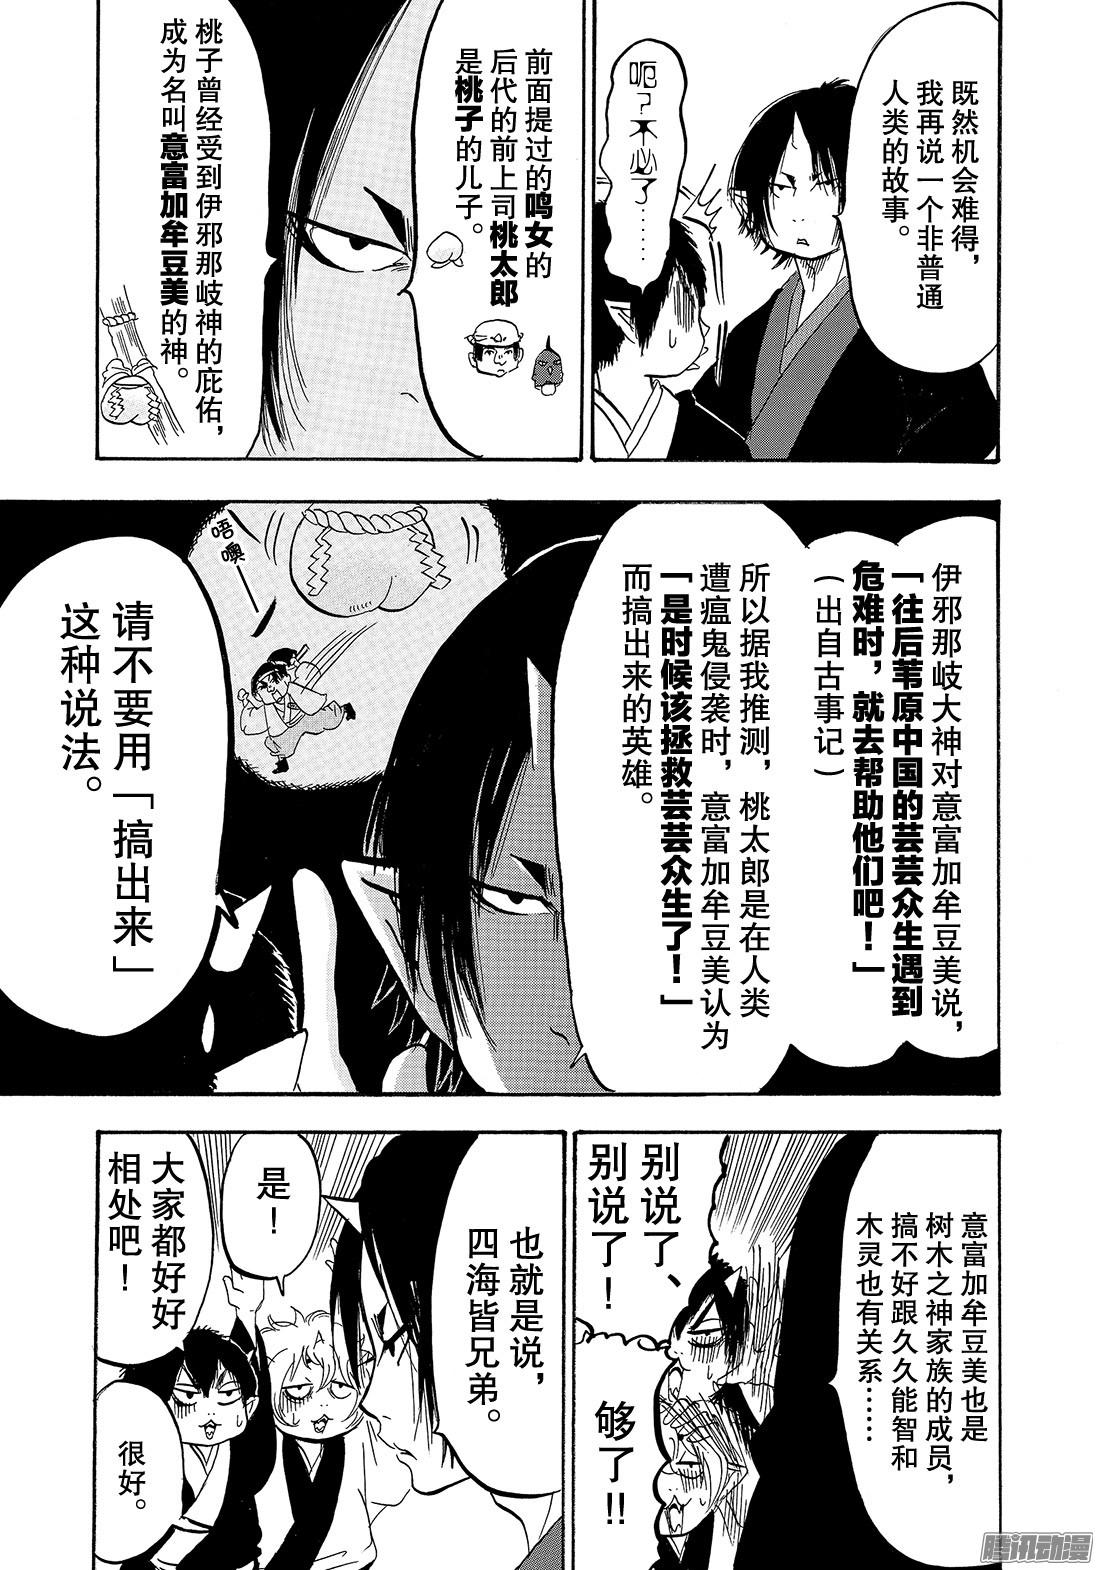 既然机会难得，
我再说一个非普通
人类的故事。
呃？不必了……
前面提过的鸣女的
后代的前上司桃太郎
是桃子的儿子。
桃子曾经受到伊邪那岐神的庇佑，
成为名叫意富加牟豆美的神。
伊邪那岐大神对意富加牟豆美说，
「往后苇原中国的芸芸众生遇到
危难时，就去帮助他们吧！」
（出自古事记）
所以据我推测，桃太郎是在人类
遭瘟鬼侵袭时，意富加牟豆美认为
「是时候该拯救芸芸众生了！」
而搞出来的英雄。
唔噢——
请不要用「搞出来」
这种说法。
意富加牟豆美也是
树木之神家族的成员，
搞不好跟久久能智和
木灵也有关系……
别说了、
别说了！
够了!!
也就是说，
四海皆兄弟。
是！
大家都好好
相处吧！
很好。
腾讯动漫